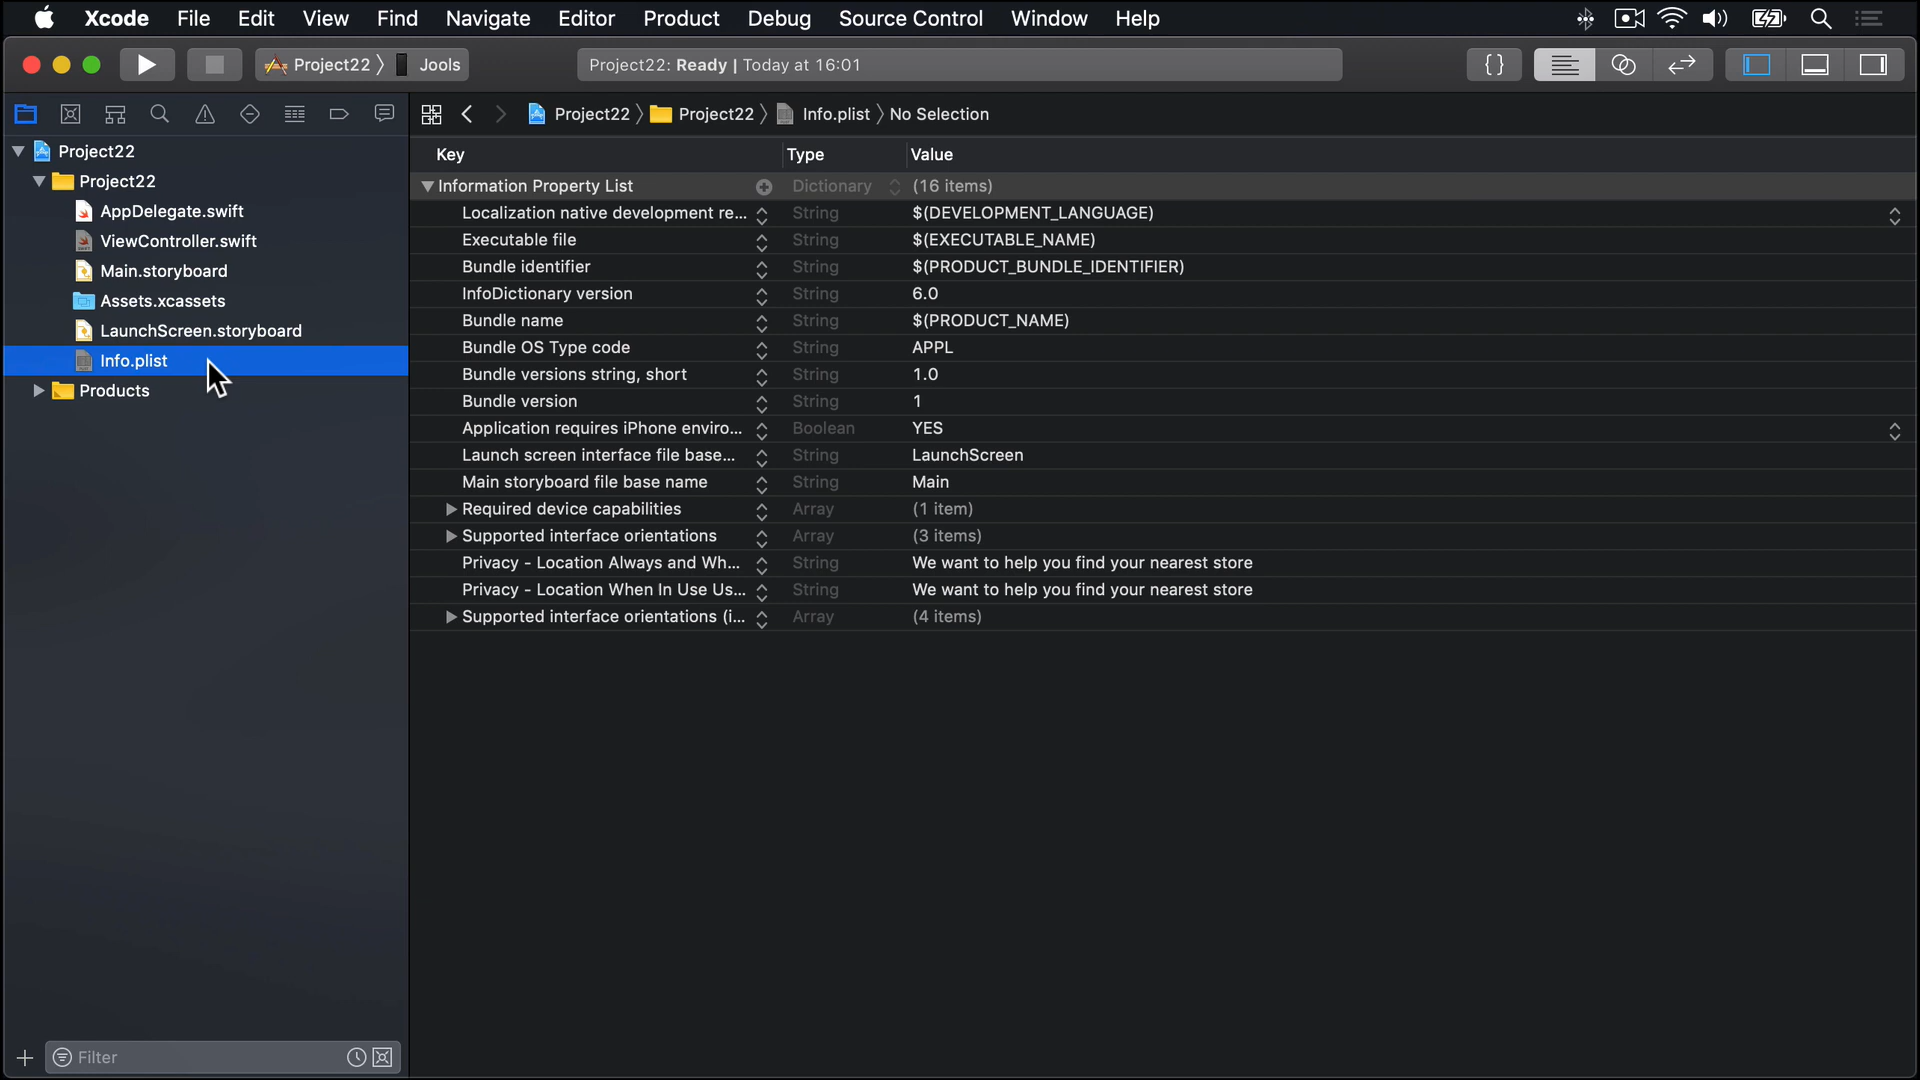 Xcode File Edit View Find Navigate Editor Product Debug Source Control Window Help
Project22 〉 Jools
Project22: Ready | Today at 16:01
{ }
Project22 〉 Project22 〉 Info.plist 〉 No Selection
Project22
Project22
AppDelegate.swift
ViewController.swift
Main.storyboard
Assets.xcassets
LaunchScreen.storyboard
Info.plist
Products
Filter
Key Type Value
Information Property List Dictionary (16 items)
Localization native development re... String $(DEVELOPMENT_LANGUAGE)
Executable file String $(EXECUTABLE_NAME)
Bundle identifier String $(PRODUCT_BUNDLE_IDENTIFIER)
InfoDictionary version String 6.0
Bundle name String $(PRODUCT_NAME)
Bundle OS Type code String APPL
Bundle versions string, short String 1.0
Bundle version String 1
Application requires iPhone enviro... Boolean YES
Launch screen interface file base... String LaunchScreen
Main storyboard file base name String Main
Required device capabilities Array (1 item)
Supported interface orientations Array (3 items)
Privacy - Location Always and Wh... String We want to help you find your nearest store
Privacy - Location When In Use Us... String We want to help you find your nearest store
Supported interface orientations (i... Array (4 items)